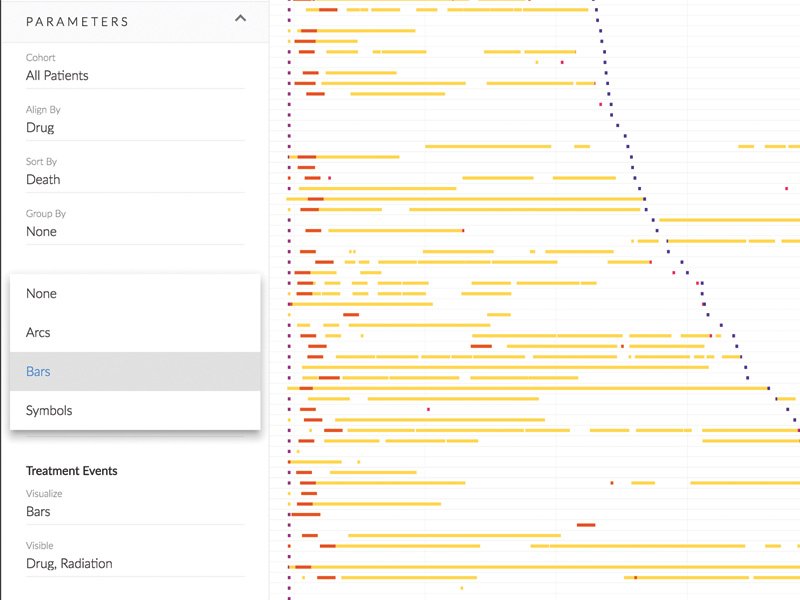 PARAMETERS
Cohort
All Patients
Align By
Drug
Sort By
Death
Group By
None
None
Arcs
Bars
Symbols
Treatment Events
Visualize
Bars
Visible
Drug, Radiation